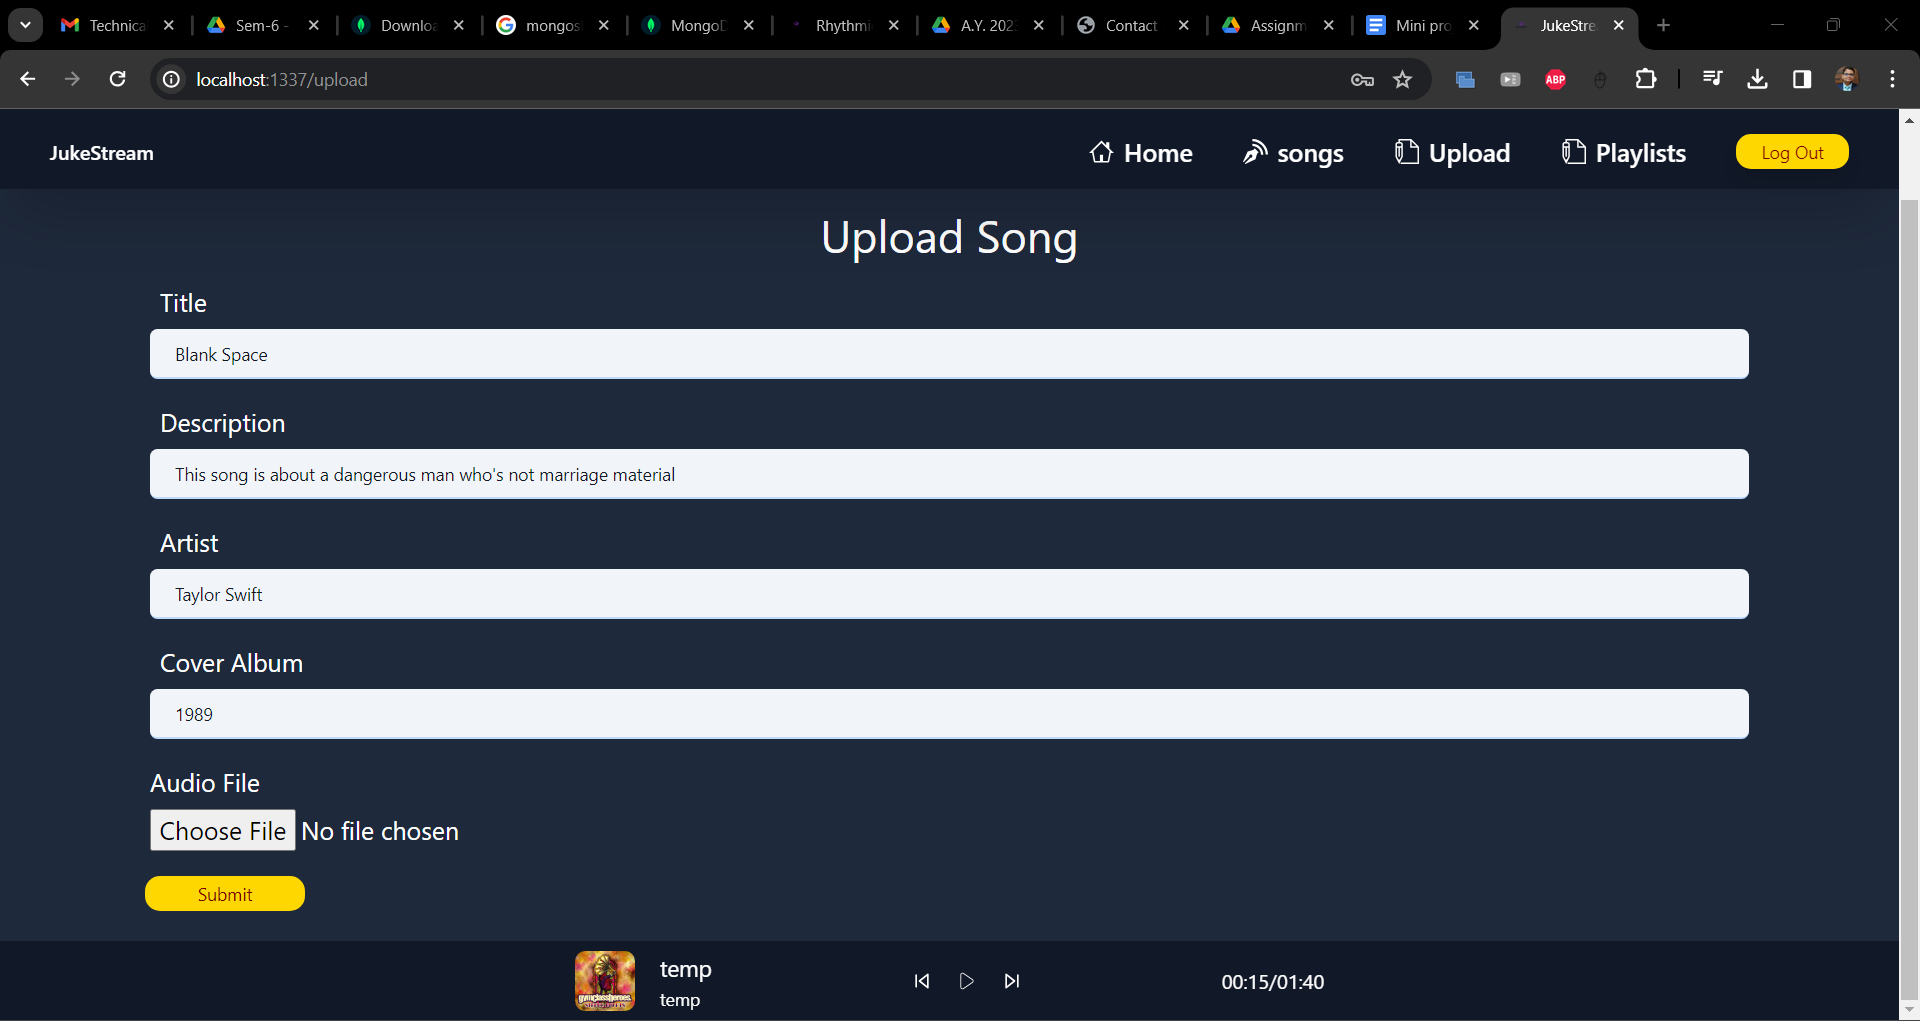 Technica Sem-6 - Downloa mongos MongoD Rhythmi A.Y. 202 Contact Assignm Mini pro JukeStre
localhost:1337/upload
ABP
JukeStream Home songs Upload Playlists Log Out
Upload Song
Title
Blank Space
Description
This song is about a dangerous man who's not marriage material
Artist
Taylor Swift
Cover Album
1989
Audio File
Choose File No file chosen
Submit
temp
gymclassheroes
temp
00:15/01:40